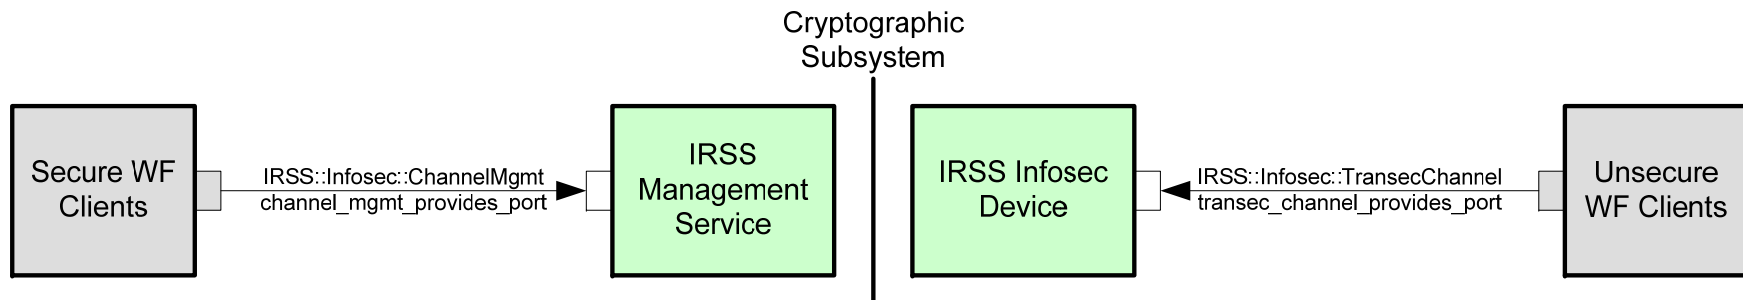 Cryptographic
Subsystem
Secure WF
Clients
IRSS::Infosec::ChannelMgmt
channel_mgmt_provides_port
IRSS
Management
Service
IRSS Infosec
Device
IRSS::Infosec::TransecChannel
transec_channel_provides_port
Unsecure
WF Clients